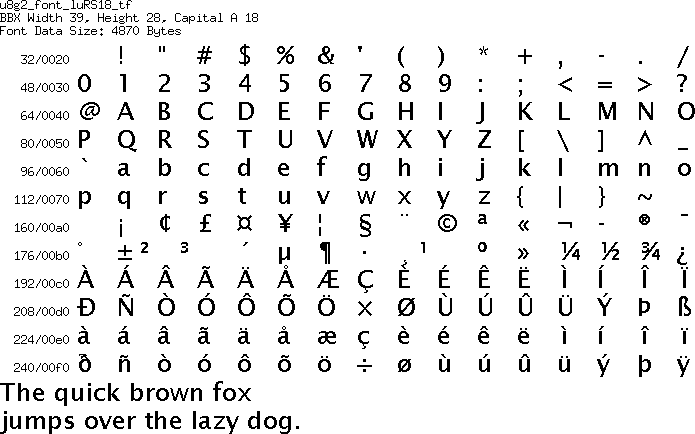 u8g2_font_luRS18_tf
BBX Width 39, Height 28, Capital A 18
Font Data Size: 4870 Bytes
32/0020 ! " # $ % & ' ( ) * + , - . /
48/0030 0 1 2 3 4 5 6 7 8 9 : ; < = > ?
64/0040 @ A B C D E F G H I J K L M N O
80/0050 P Q R S T U V W X Y Z [ \ ] ^ _
96/0060 ` a b c d e f g h i j k l m n o
112/0070 p q r s t u v w x y z { | } ~
160/00a0 ¡ ¢ £ ¤ ¥ ¦ § ¨ © ª « ¬ - ® ¯
176/00b0 ° ± ² ³ ´ µ ¶ · ¸ ¹ º » ¼ ½ ¾ ¿
192/00c0 À Á Â Ã Ä Å Æ Ç È É Ê Ë Ì Í Î Ï
208/00d0 Ð Ñ Ò Ó Ô Õ Ö × Ø Ù Ú Û Ü Ý Þ ß
224/00e0 à á â ã ä å æ ç è é ê ë ì í î ï
240/00f0 ð ñ ò ó ô õ ö ÷ ø ù ú û ü ý þ ÿ
The quick brown fox
jumps over the lazy dog.